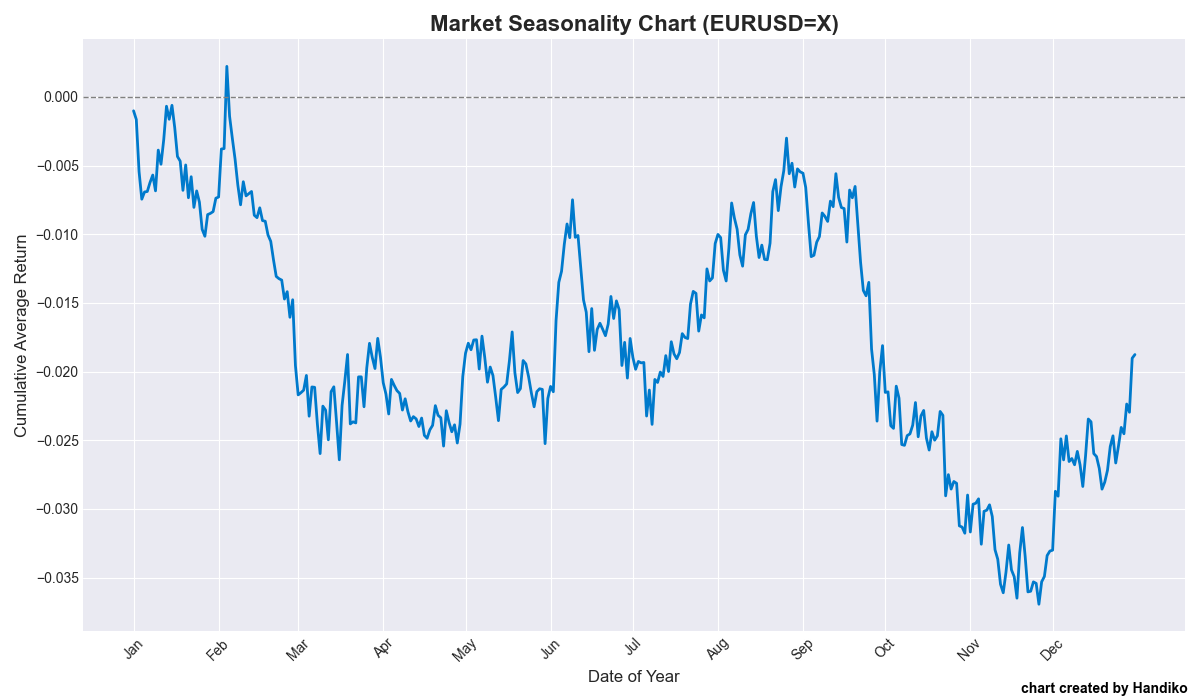 Market Seasonality Chart (EURUSD=X)
Cumulative Average Return
0.000
−0.005
−0.010
−0.015
−0.020
−0.025
−0.030
−0.035
Jan
Feb
Mar
Apr
May
Jun
Jul
Aug
Sep
Oct
Nov
Dec
Date of Year
chart created by Handiko